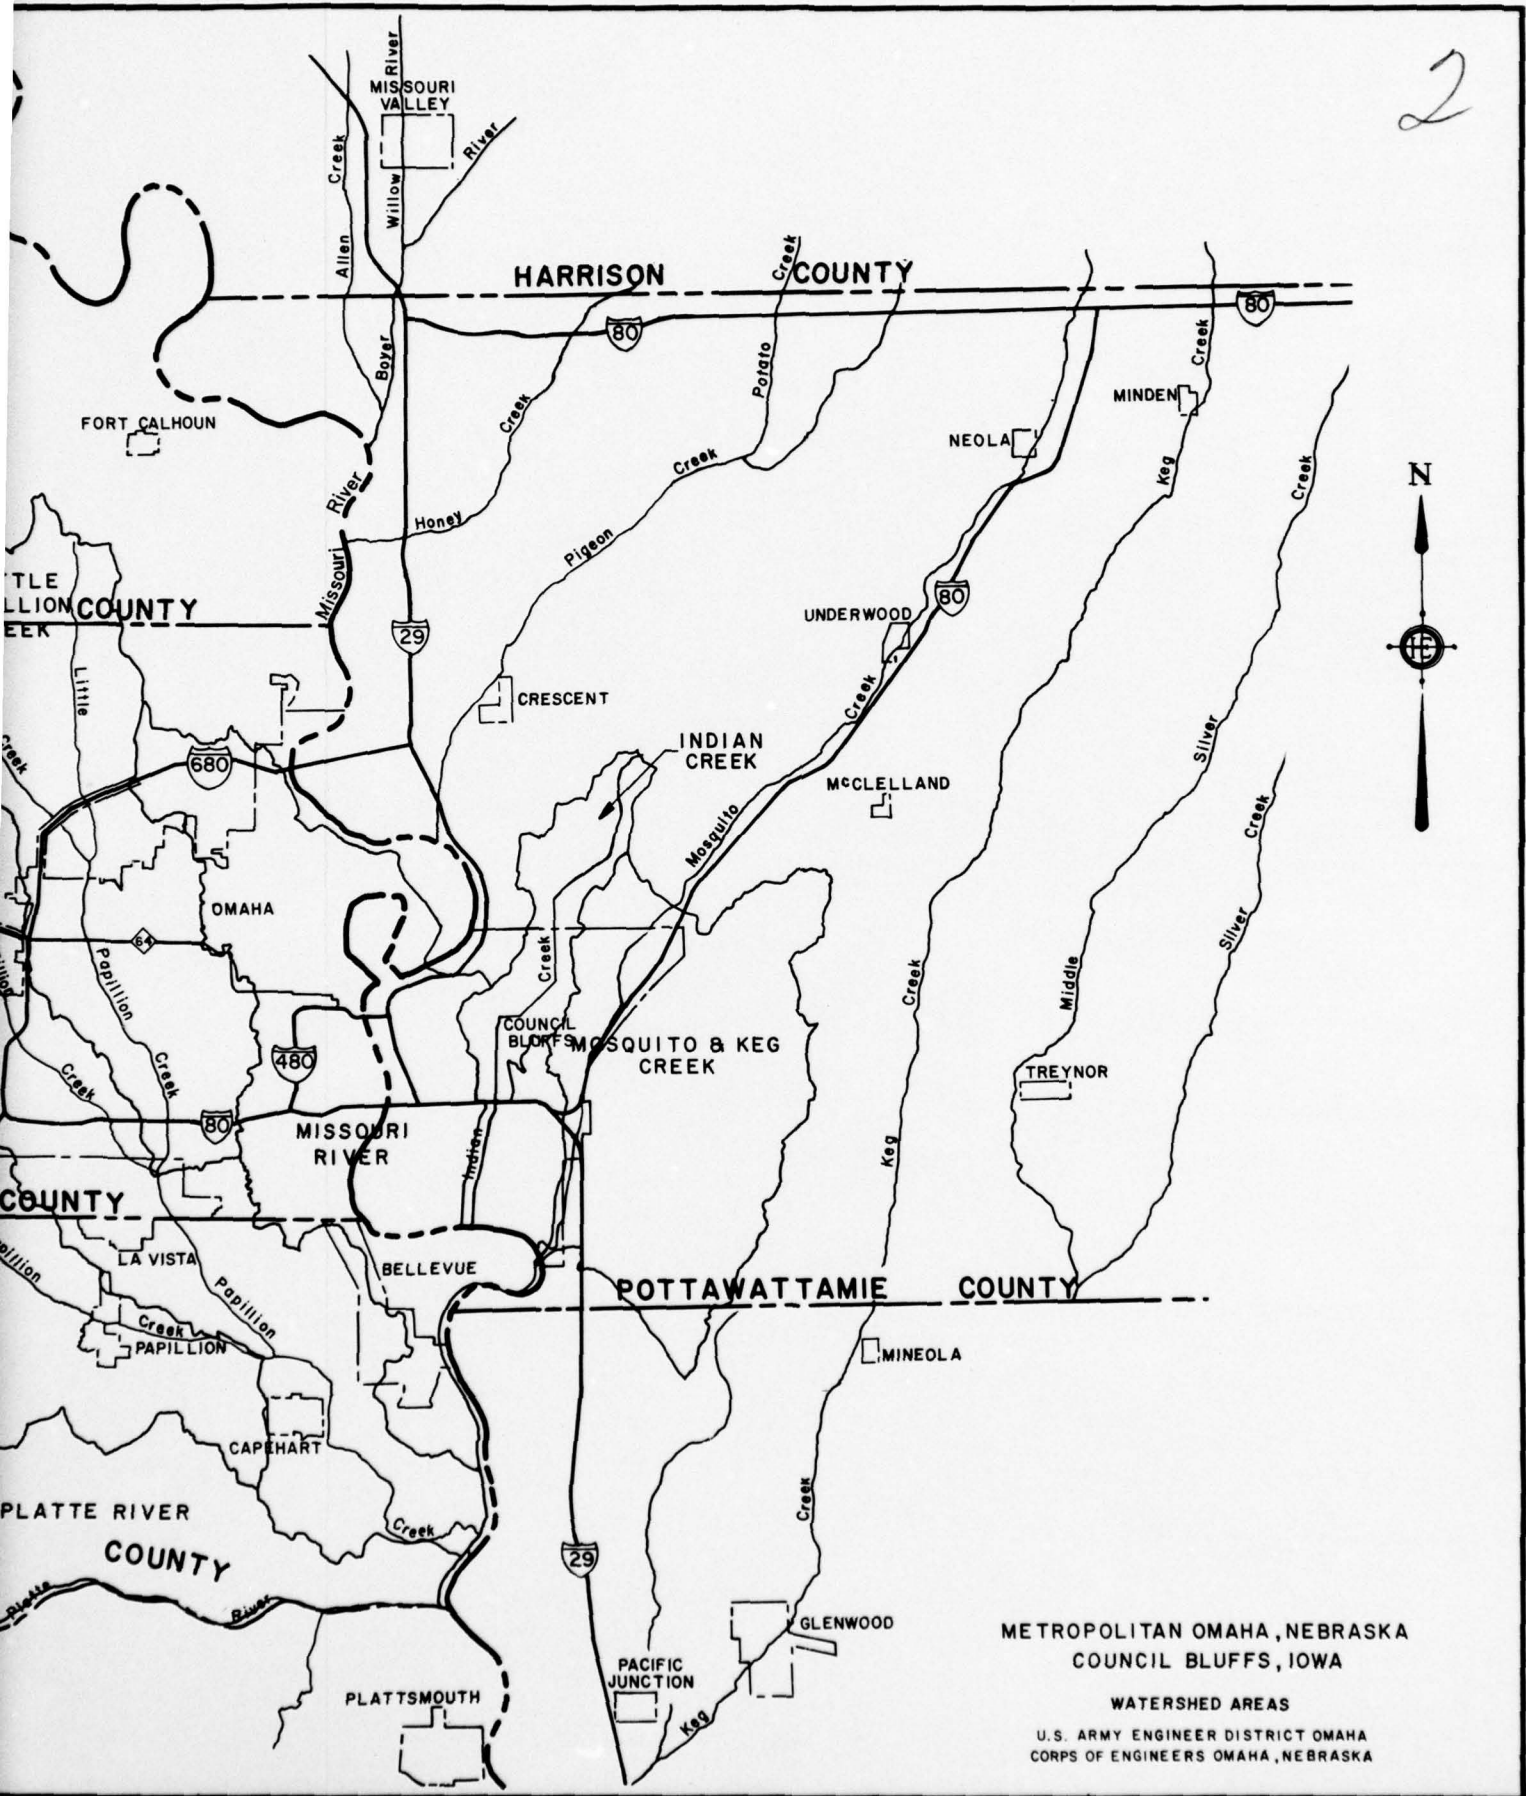 2
River
MISSOURI
VALLEY
Creek
River
Willow
Allen
Creek
HARRISON COUNTY
80
80
Boyer
Potato
Creek
Creek
MINDEN
FORT CALHOUN
NEOLA
Creek
Keg
Creek
N
River
Honey
Pigeon
TLE
LLION COUNTY
EEK
Missouri
80
UNDERWOOD
29
Little
CRESCENT
Creek
Silver
Creek
INDIAN
CREEK
680
McCLELLAND
Mosquito
Creek
OMAHA
64
Silver
Papillion
Creek
Creek
Middle
COUNCIL
BLUFFS
MOSQUITO & KEG
CREEK
480
Creek
Creek
TREYNOR
80
MISSOURI
RIVER
Indian
Keg
COUNTY
LA VISTA
BELLEVUE
POTTAWATTAMIE COUNTY
Papillion
Creek
PAPILLION
MINEOLA
CAPEHART
Creek
PLATTE RIVER
Creek
COUNTY
29
Platte
River
GLENWOOD
PACIFIC
JUNCTION
PLATTSMOUTH
Keg
METROPOLITAN OMAHA, NEBRASKA
COUNCIL BLUFFS, IOWA
WATERSHED AREAS
U.S. ARMY ENGINEER DISTRICT OMAHA
CORPS OF ENGINEERS OMAHA, NEBRASKA